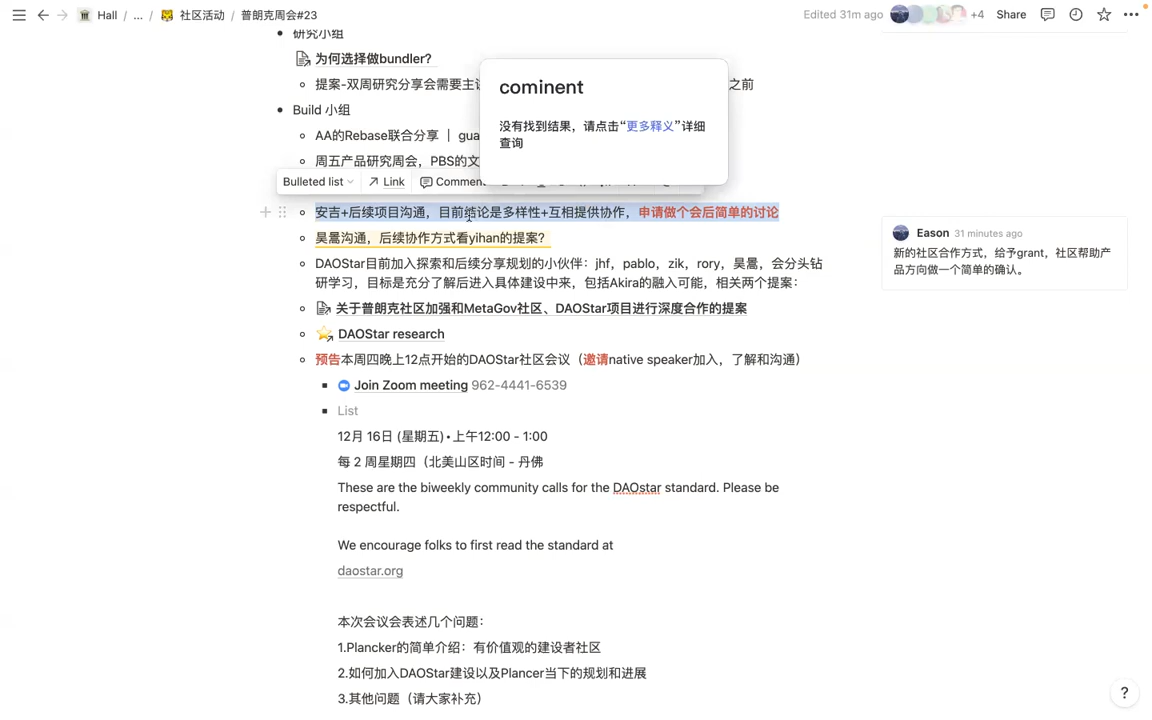 Hall / ... / 社区活动 / 普朗克周会#23
Edited 31m ago +4 Share
研究小组
为何选择做bundler?
提案-双周研究分享会需要主
之前
Build 小组
AA的Rebase联合分享 | gua
周五产品研究周会，PBS的文
cominent
没有找到结果，请点击“更多释义”详细
查询
Bulleted list Link Comment
安吉+后续项目沟通，目前结论是多样性+互相提供协作，申请做个会后简单的讨论
昊暠沟通，后续协作方式看yihan的提案？
DAOStar目前加入探索和后续分享规划的小伙伴：jhf，pablo，zik，rory，昊暠，会分头钻
研学习，目标是充分了解后进入具体建设中来，包括Akira的融入可能，相关两个提案：
关于普朗克社区加强和MetaGov社区、DAOStar项目进行深度合作的提案
DAOStar research
预告本周四晚上12点开始的DAOStar社区会议（邀请native speaker加入，了解和沟通）
Join Zoom meeting 962-4441-6539
List
12月 16日 (星期五)•上午12:00 - 1:00
每 2 周星期四（北美山区时间 - 丹佛
These are the biweekly community calls for the DAOstar standard. Please be
respectful.
We encourage folks to first read the standard at
daostar.org
本次会议会表述几个问题：
1.Plancker的简单介绍：有价值观的建设者社区
2.如何加入DAOStar建设以及Plancer当下的规划和进展
3.其他问题（请大家补充）
Eason 31 minutes ago
新的社区合作方式，给予grant，社区帮助产
品方向做一个简单的确认。
?